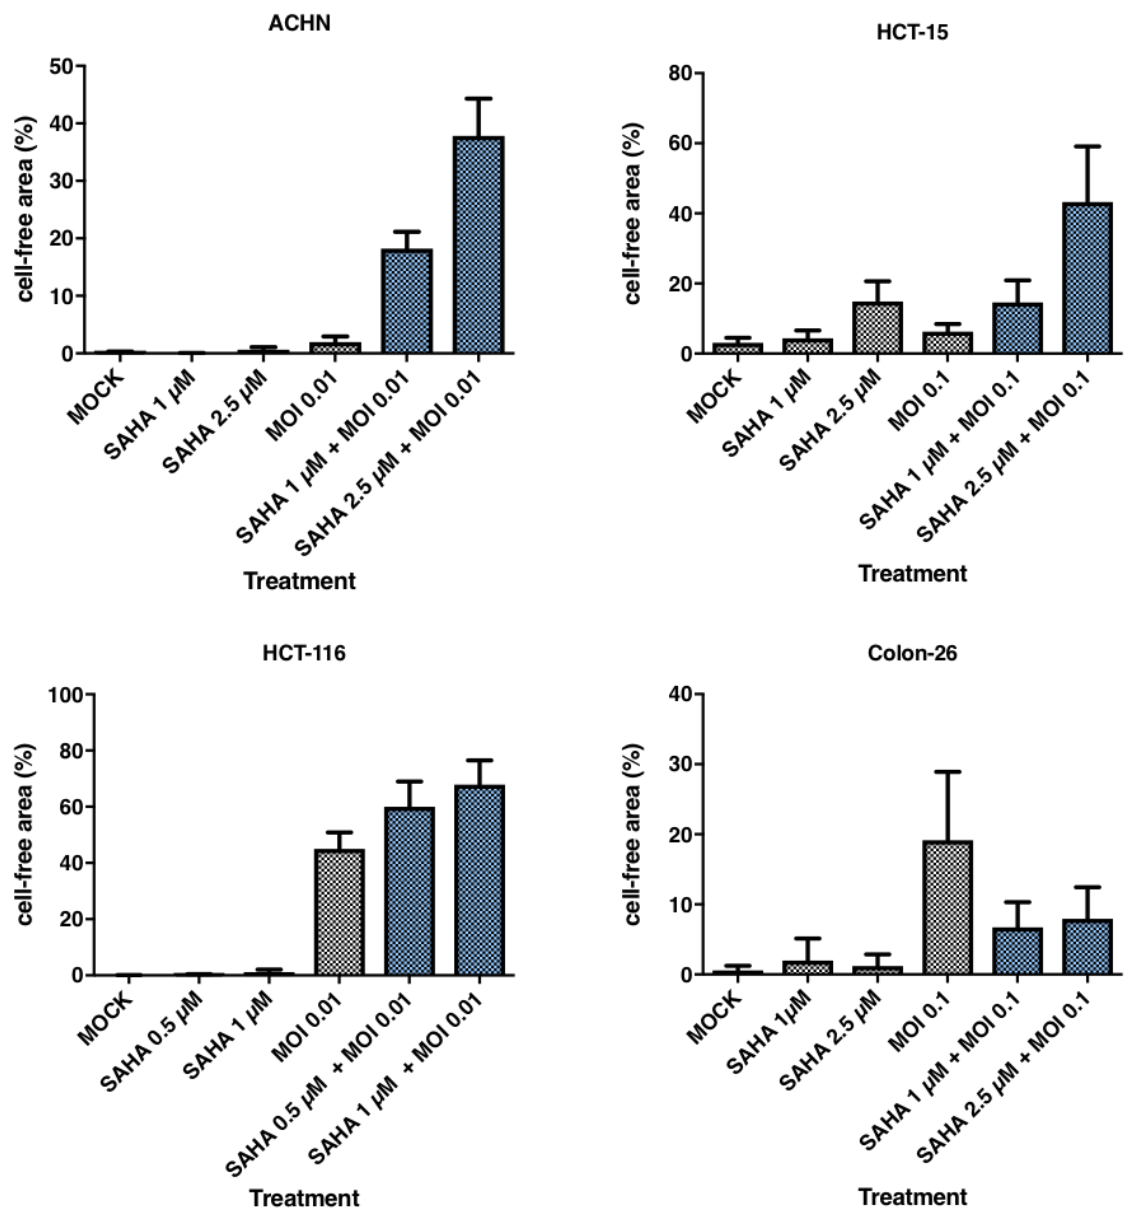 ACHN
cell-free area (%)
50
40
30
20
10
0
MOCK
SAHA 1 µM
SAHA 2.5 µM
MOI 0.01
SAHA 1 µM + MOI 0.01
SAHA 2.5 µM + MOI 0.01
Treatment
HCT-15
cell-free area (%)
80
60
40
20
0
MOCK
SAHA 1 µM
SAHA 2.5 µM
MOI 0.1
SAHA 1 µM + MOI 0.1
SAHA 2.5 µM + MOI 0.1
Treatment
HCT-116
cell-free area (%)
100
80
60
40
20
0
MOCK
SAHA 0.5 µM
SAHA 1 µM
MOI 0.01
SAHA 0.5 µM + MOI 0.01
SAHA 1 µM + MOI 0.01
Treatment
Colon-26
cell-free area (%)
40
30
20
10
0
MOCK
SAHA 1µM
SAHA 2.5 µM
MOI 0.1
SAHA 1 µM + MOI 0.1
SAHA 2.5 µM + MOI 0.1
Treatment